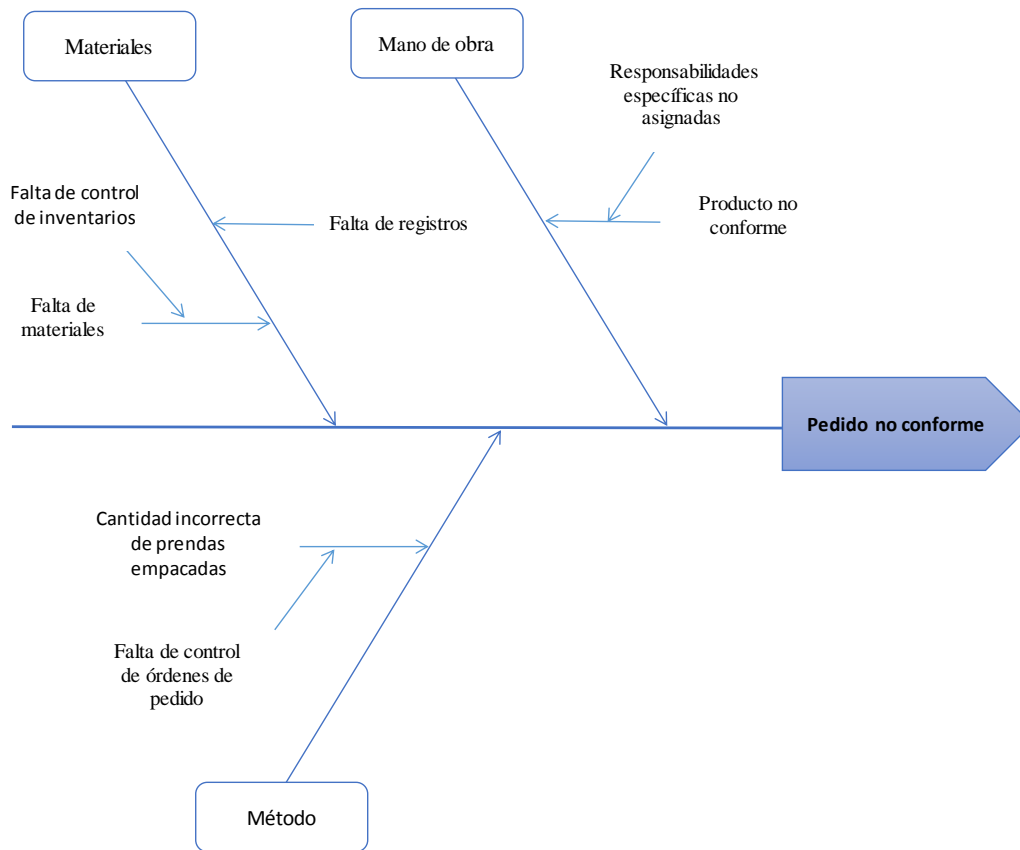 Materiales
Mano de obra
Responsabilidades
específicas no
asignadas
Falta de control
de inventarios
Falta de registros
Producto no
conforme
Falta de
materiales
Pedido no conforme
Cantidad incorrecta
de prendas
empacadas
Falta de control
de órdenes de
pedido
Método